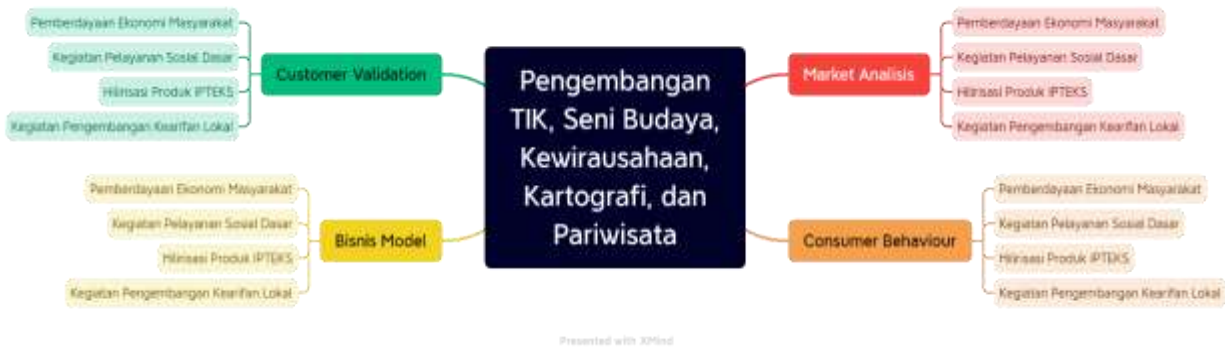 Pengembangan
TIK, Seni Budaya,
Kewirausahaan,
Kartografi, dan
Pariwisata
Customer Validation
Pemberdayaan Ekonomi Masyarakat
Kegiatan Pelayanan Sosial Dasar
Hilirisasi Produk IPTEKS
Kegiatan Pengembangan Kearifan Lokal
Bisnis Model
Pemberdayaan Ekonomi Masyarakat
Kegiatan Pelayanan Sosial Dasar
Hilirisasi Produk IPTEKS
Kegiatan Pengembangan Kearifan Lokal
Market Analisis
Pemberdayaan Ekonomi Masyarakat
Kegiatan Pelayanan Sosial Dasar
Hilirisasi Produk IPTEKS
Kegiatan Pengembangan Kearifan Lokal
Consumer Behaviour
Pemberdayaan Ekonomi Masyarakat
Kegiatan Pelayanan Sosial Dasar
Hilirisasi Produk IPTEKS
Kegiatan Pengembangan Kearifan Lokal
Presented with XMind